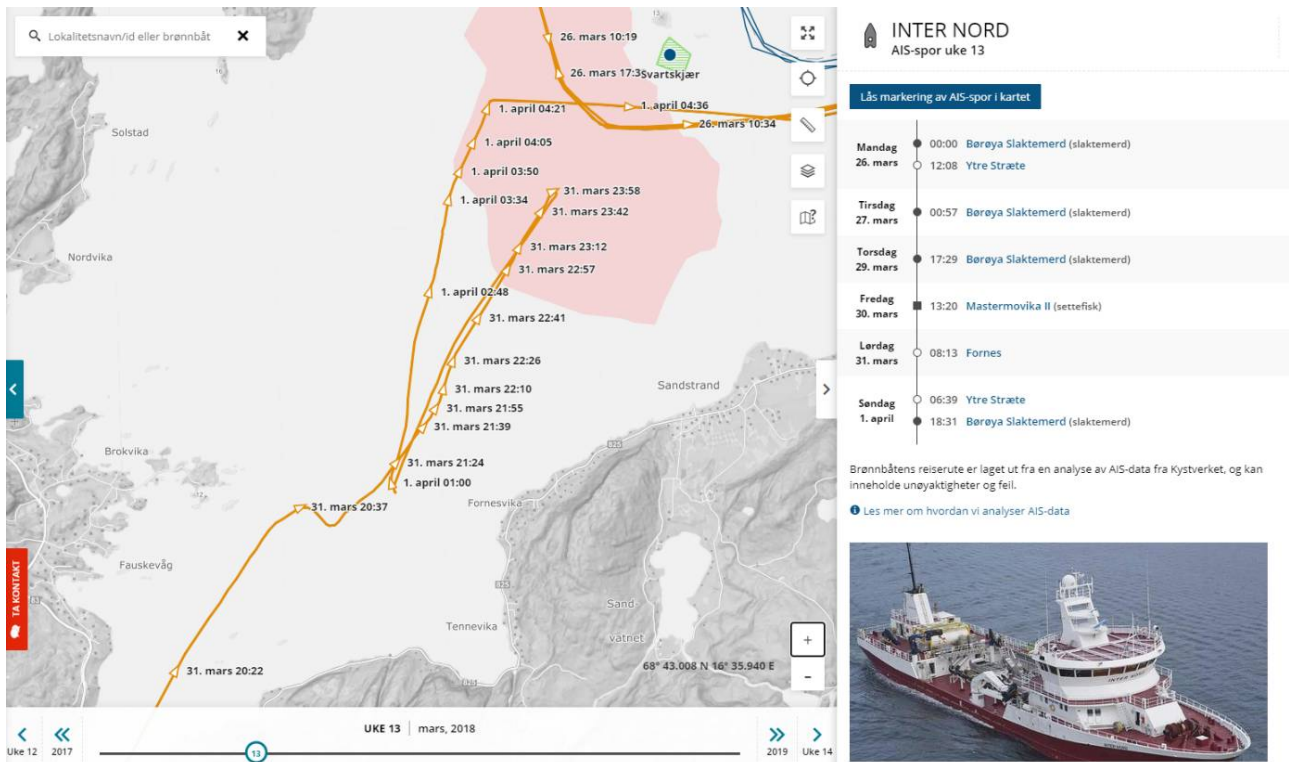 Lokalitetsnavn/id eller brønnbåt
13
26. mars 10:19
16
26. mars 17:3
Svartskjær
1. april 04:21
1. april 04:36
26. mars 10:34
Solstad
1. april 04:05
1. april 03:50
31. mars 23:58
1. april 03:34
31. mars 23:42
31. mars 23:12
Nordvika
31. mars 22:57
1. april 02:48
31. mars 22:41
31. mars 22:26
Sandstrand
31. mars 22:10
31. mars 21:55
31. mars 21:39
825
Brokvika
31. mars 21:24
1. april 01:00
12
31. mars 20:37
Fornesvika
TA KONTAKT
Fauskevåg
825
83
Sand
vatnet
Tennevika
31. mars 20:22
68° 43.008 N 16° 35.940 E
+
-
UKE 13 | mars, 2018
13
Uke 12
2017
2019
Uke 14
INTER NORD
AIS-spor uke 13
Lås markering av AIS-spor i kartet
Mandag
26. mars
00:00 Børøya Slaktemerd (slaktemerd)
12:08 Ytre Stræte
Tirsdag
27. mars
00:57 Børøya Slaktemerd (slaktemerd)
Torsdag
29. mars
17:29 Børøya Slaktemerd (slaktemerd)
Fredag
30. mars
13:20 Mastermovika II (settefisk)
Lørdag
31. mars
08:13 Fornes
Søndag
1. april
06:39 Ytre Stræte
18:31 Børøya Slaktemerd (slaktemerd)
Brønnbåtens reiserute er laget ut fra en analyse av AIS-data fra Kystverket, og kan
inneholde unøyaktigheter og feil.
Les mer om hvordan vi analyser AIS-data
INTER NORD